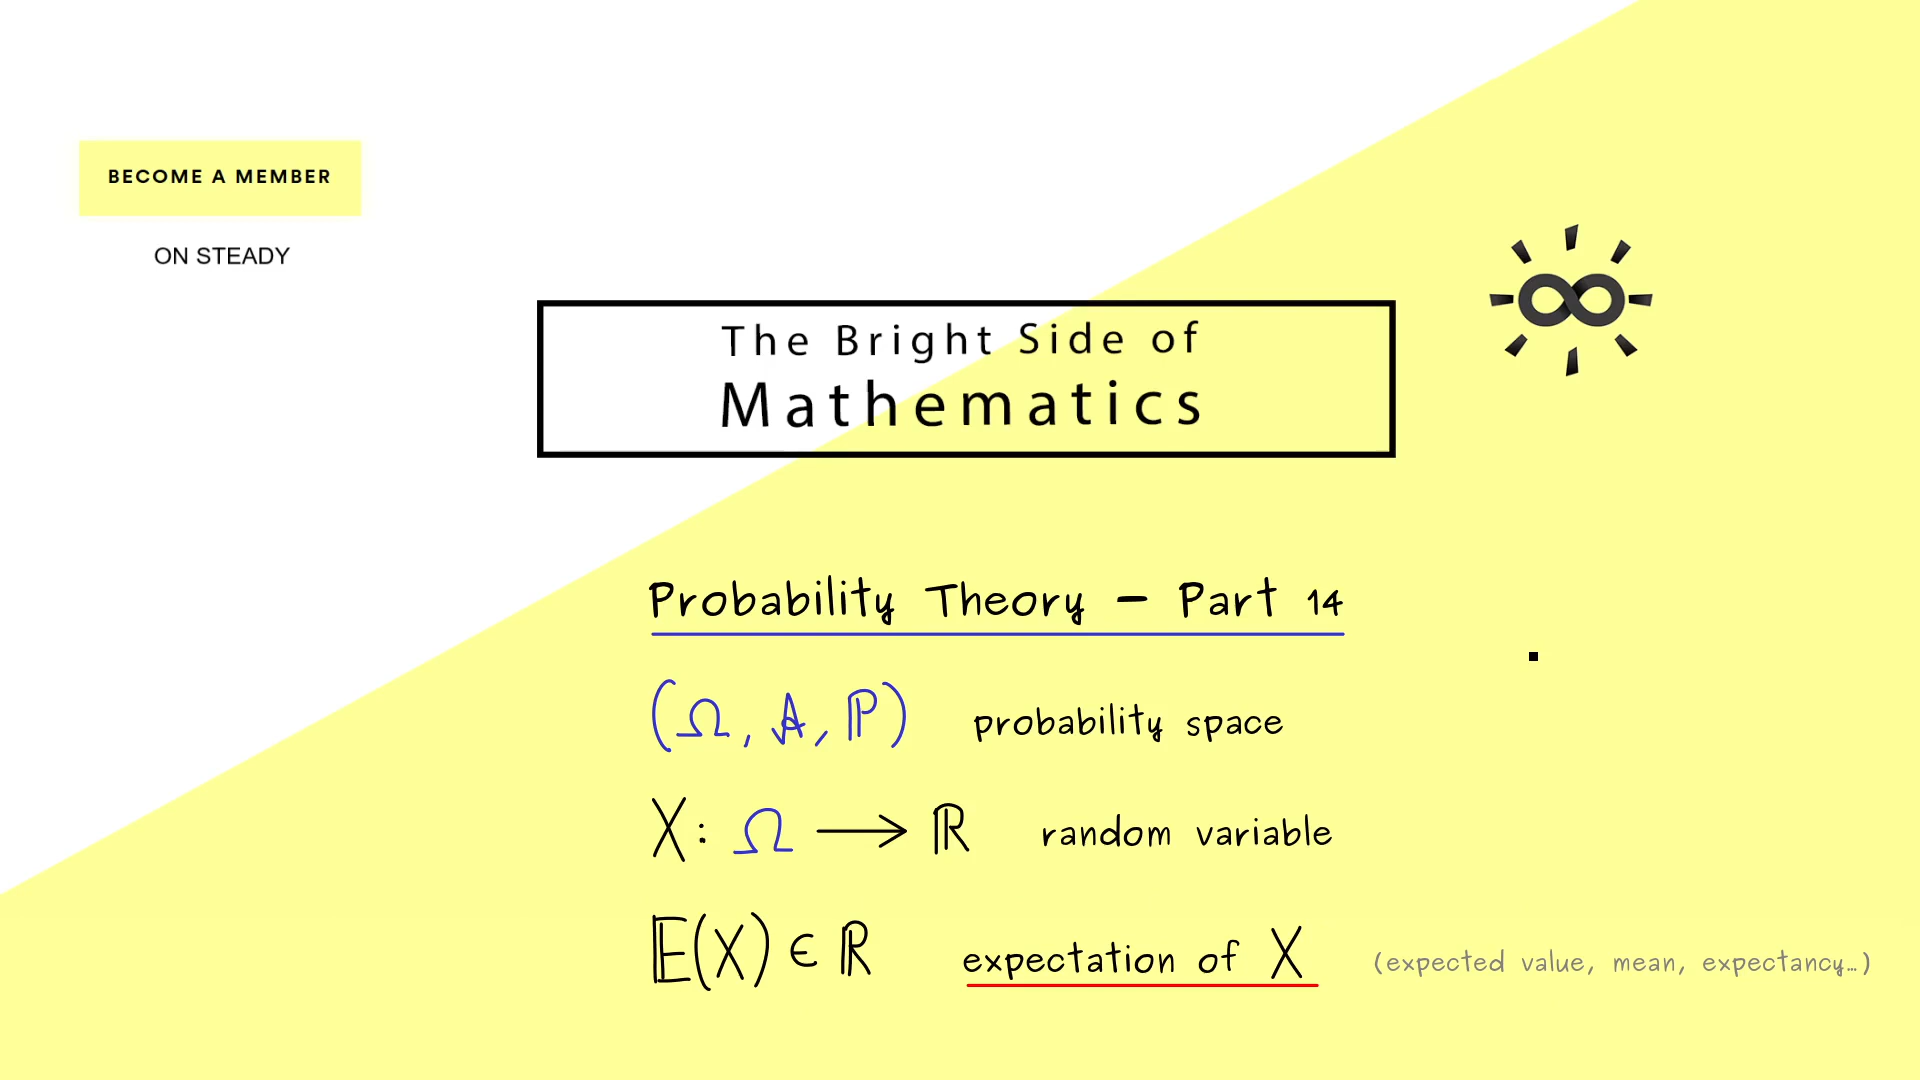 BECOME A MEMBER
ON STEADY
The Bright Side of
Mathematics
Probability Theory – Part 14
(Ω, 𝒜, ℙ) probability space
X: Ω ⟶ ℝ random variable
𝔼(X) ∈ ℝ expectation of X (expected value, mean, expectancy…)